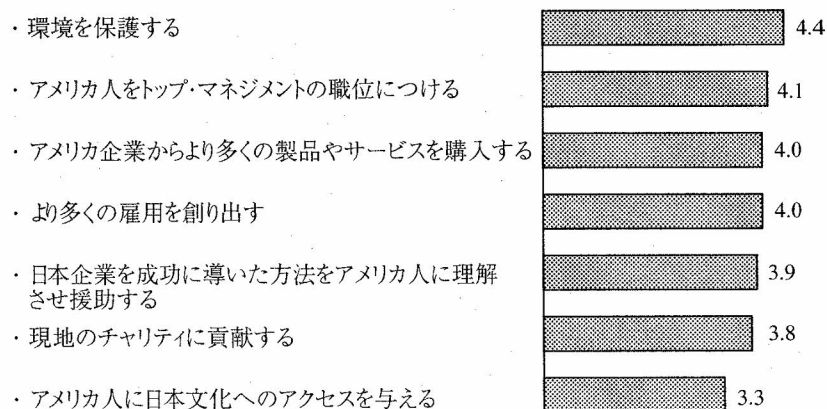 ・環境を保護する 4.4
・アメリカ人をトップ・マネジメントの職位につける 4.1
・アメリカ企業からより多くの製品やサービスを購入する 4.0
・より多くの雇用を創り出す 4.0
・日本企業を成功に導いた方法をアメリカ人に理解
させ援助する 3.9
・現地のチャリティに貢献する 3.8
・アメリカ人に日本文化へのアクセスを与える 3.3